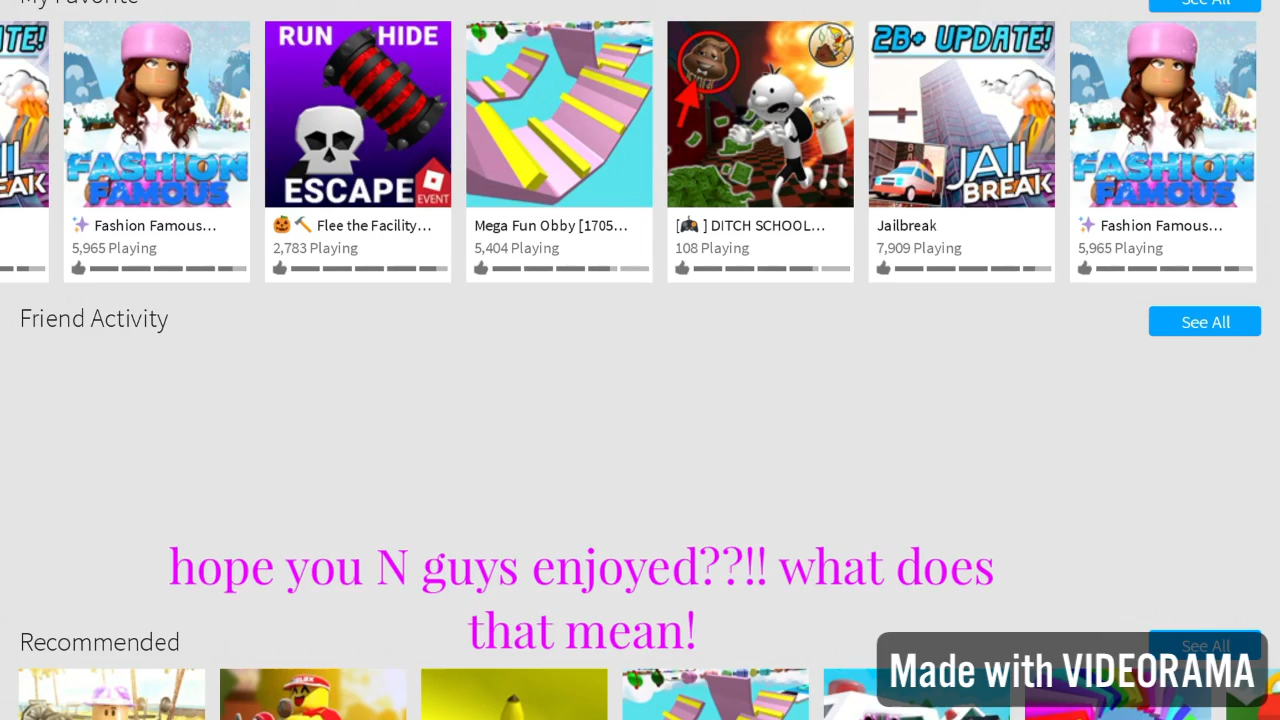 My Favorite
See All
TE!
RUN HIDE
2B+ UPDATE!
IL
EAK
FASHION
FAMOUS
ESCAPE
EVENT
JAIL
BREAK
FASHION
FAMOUS
Fashion Famous...
Flee the Facility...
Mega Fun Obby [1705...
[🎮 ] DITCH SCHOOL...
Jailbreak
Fashion Famous...
5,965 Playing
2,783 Playing
5,404 Playing
108 Playing
7,909 Playing
5,965 Playing
Friend Activity
See All
hope you N guys enjoyed??!! what does
that mean!
Recommended
See All
Made with VIDEORAMA